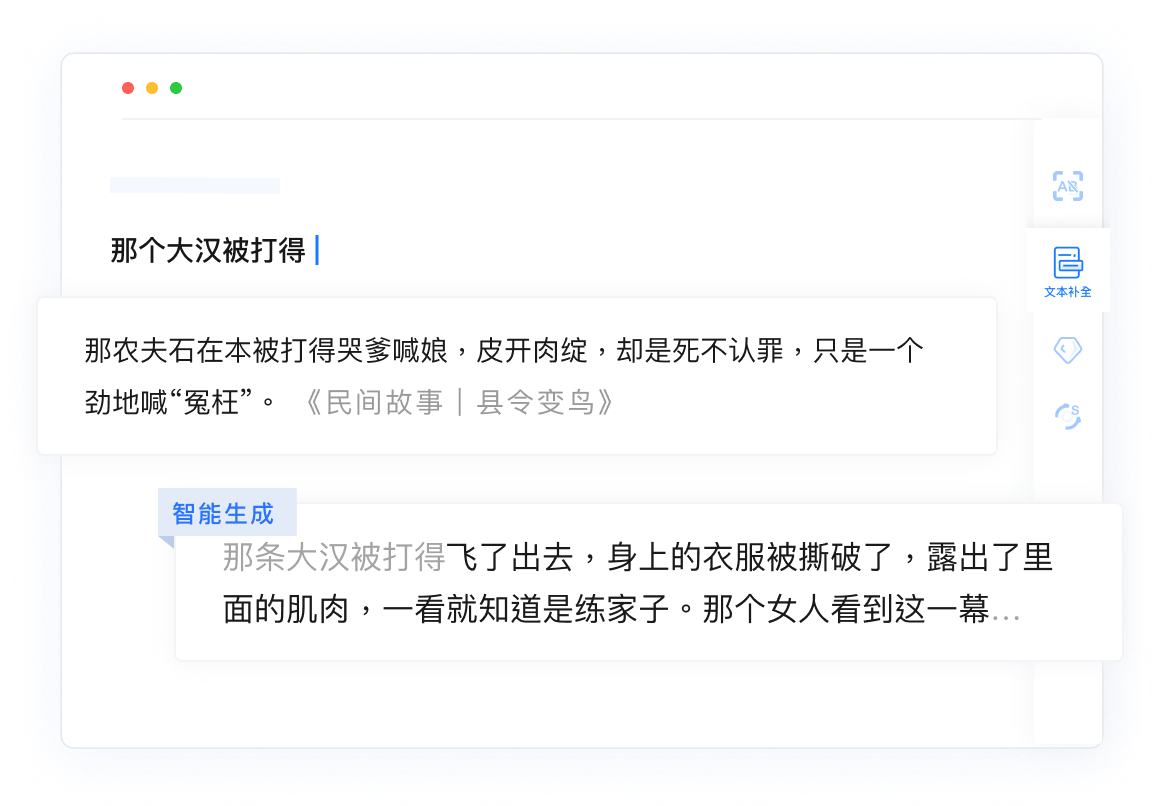 AB
那个大汉被打得
文本补全
那农夫石在本被打得哭爹喊娘，皮开肉绽，却是死不认罪，只是一个
劲地喊“冤枉”。 《民间故事｜县令变鸟》
S
智能生成
那条大汉被打得飞了出去，身上的衣服被撕破了，露出了里
面的肌肉，一看就知道是练家子。那个女人看到这一幕...